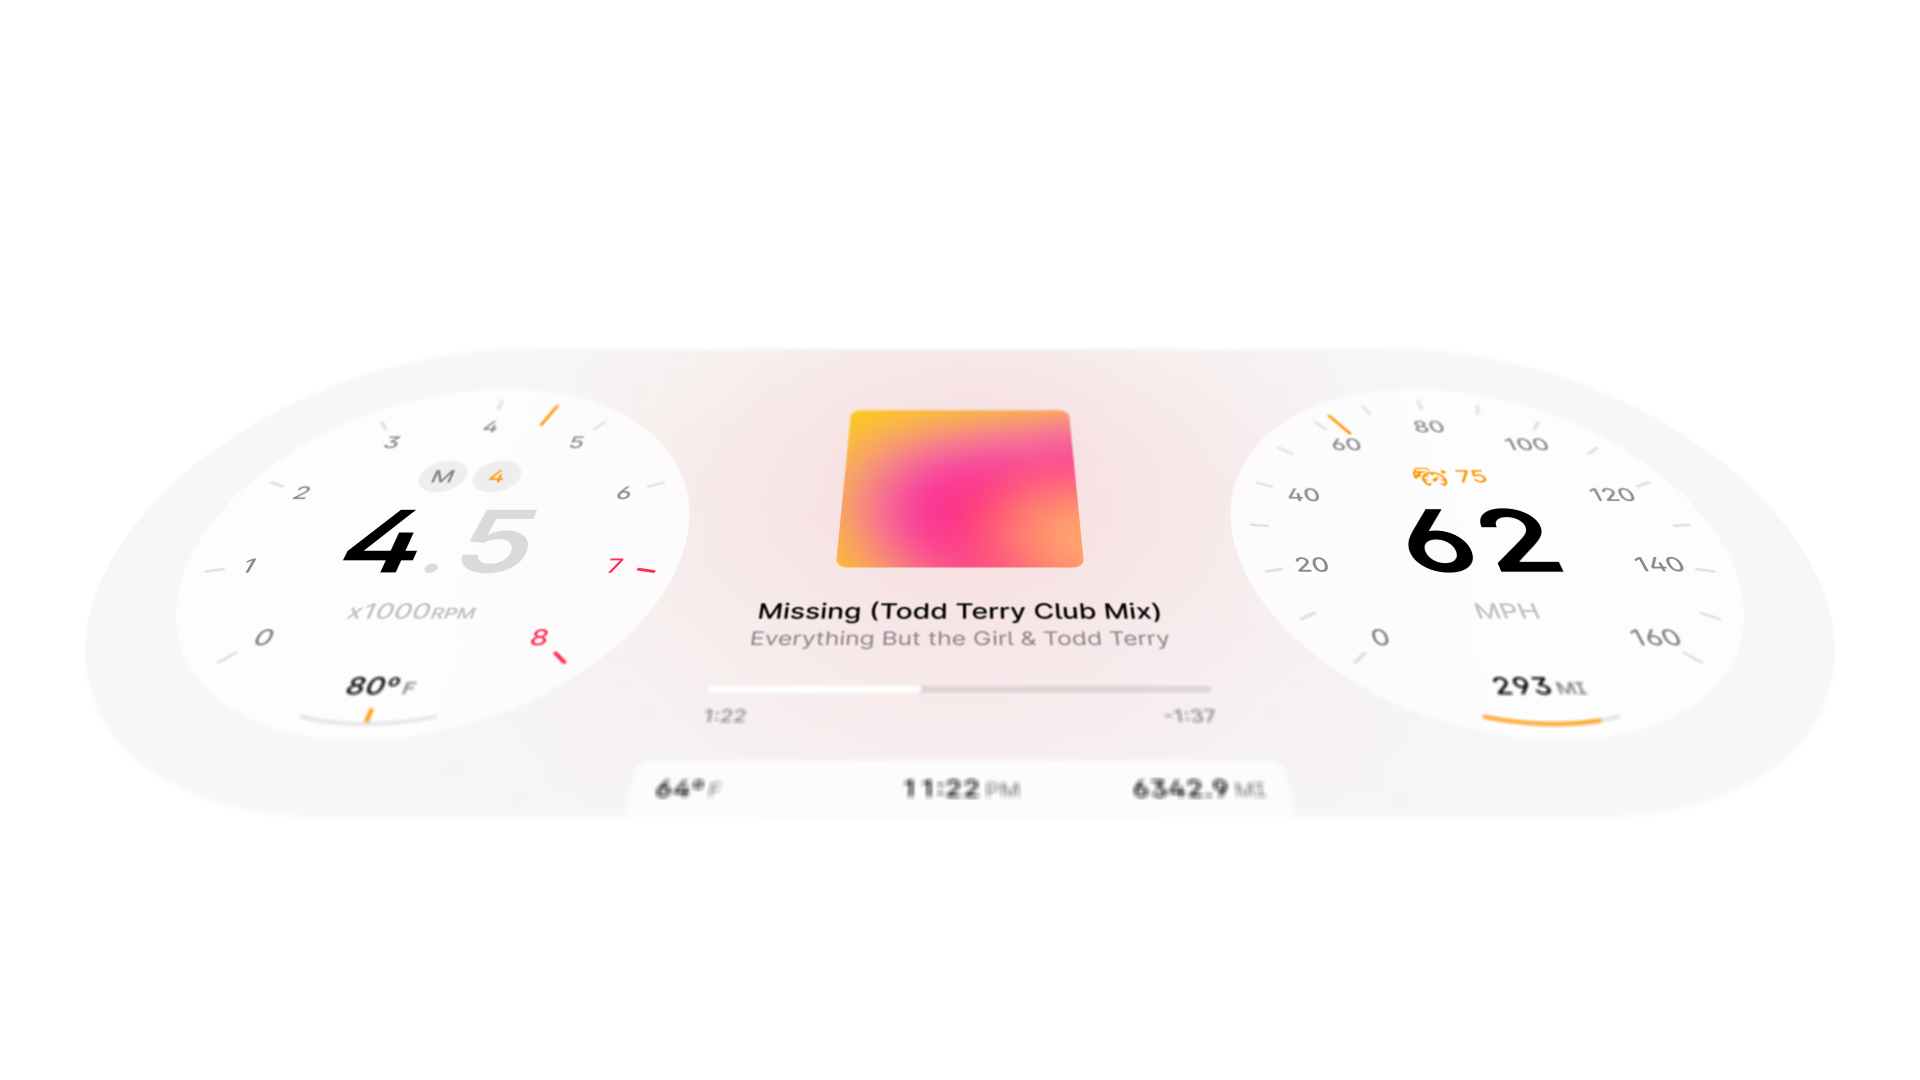 0
1
2
3
4
5
6
7
8
M 4
4.5
x1000RPM
80°F
Missing (Todd Terry Club Mix)
Everything But the Girl & Todd Terry
1:22 -1:37
64°F 11:22 PM 6342.9 MI
0
20
40
60
80
100
120
140
160
75
62
MPH
293 MI